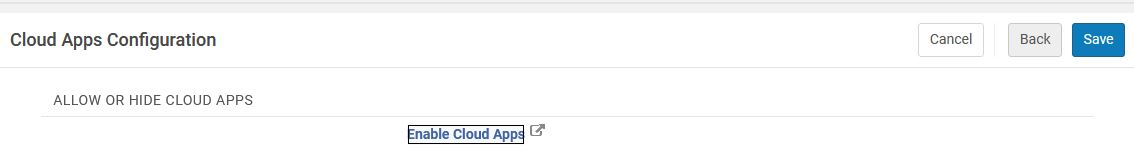 Cloud Apps Configuration
Cancel
Back
Save
ALLOW OR HIDE CLOUD APPS
Enable Cloud Apps